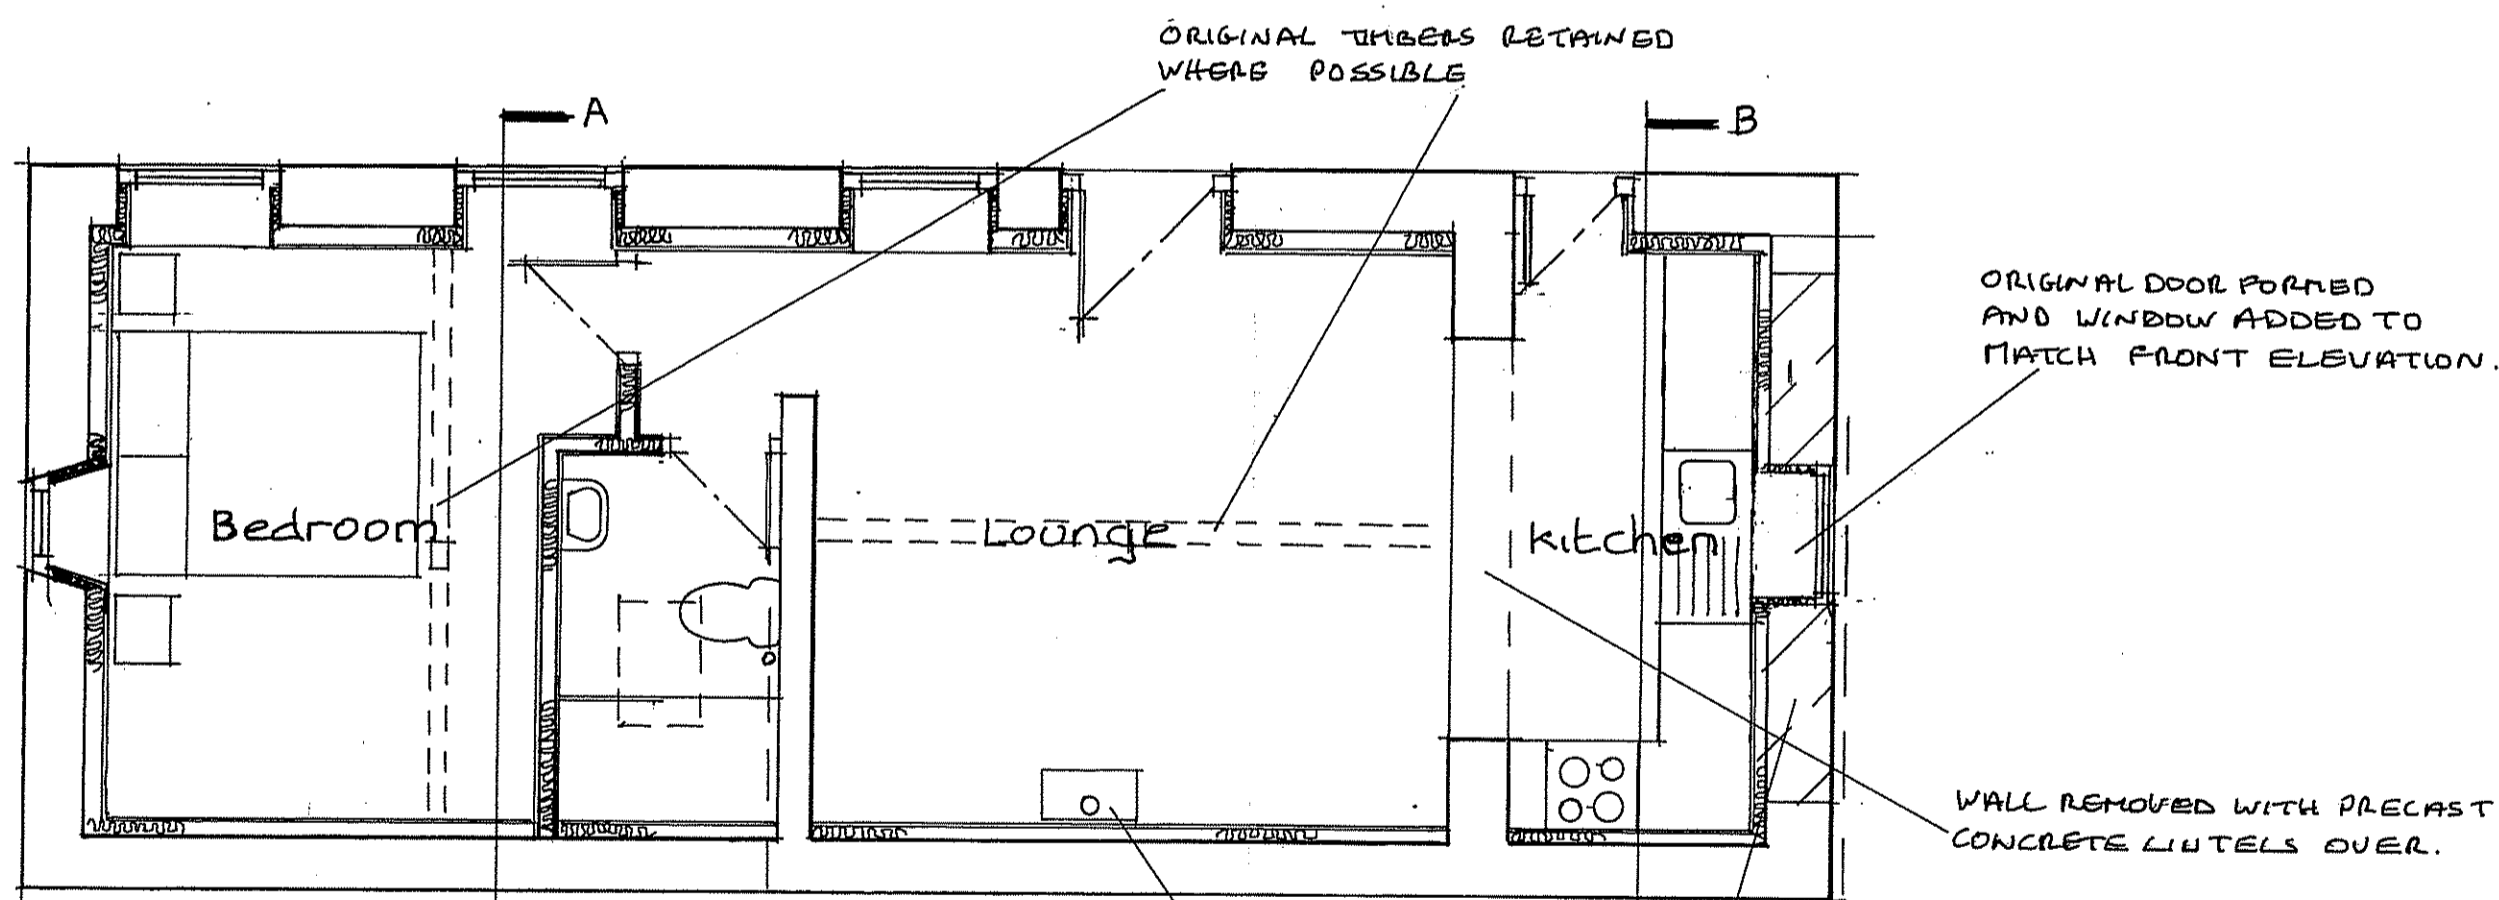 ORIGINAL TIMBERS RETAINED
WHERE POSSIBLE
A
B
ORIGINAL DOOR FORMED
AND WINDOW ADDED TO
MATCH FRONT ELEVATION.
Bedroom
Lounge
Kitchen
WALL REMOVED WITH PRECAST
CONCRETE LINTELS OVER.